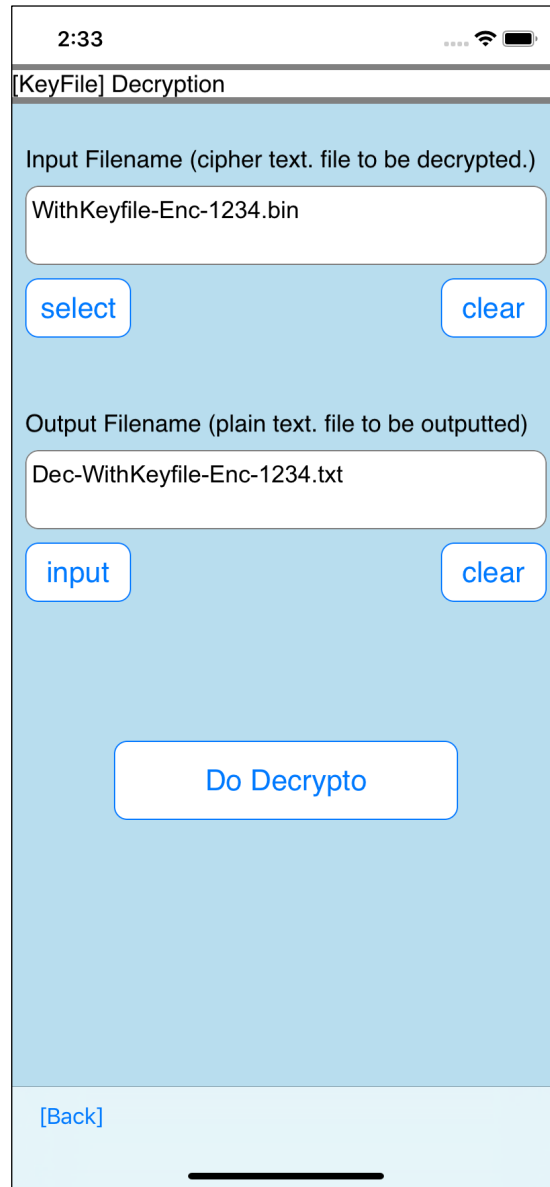 2:33
[KeyFile] Decryption
Input Filename (cipher text. file to be decrypted.)
WithKeyfile-Enc-1234.bin
select clear
Output Filename (plain text. file to be outputted)
Dec-WithKeyfile-Enc-1234.txt
input clear
Do Decrypto
[Back]